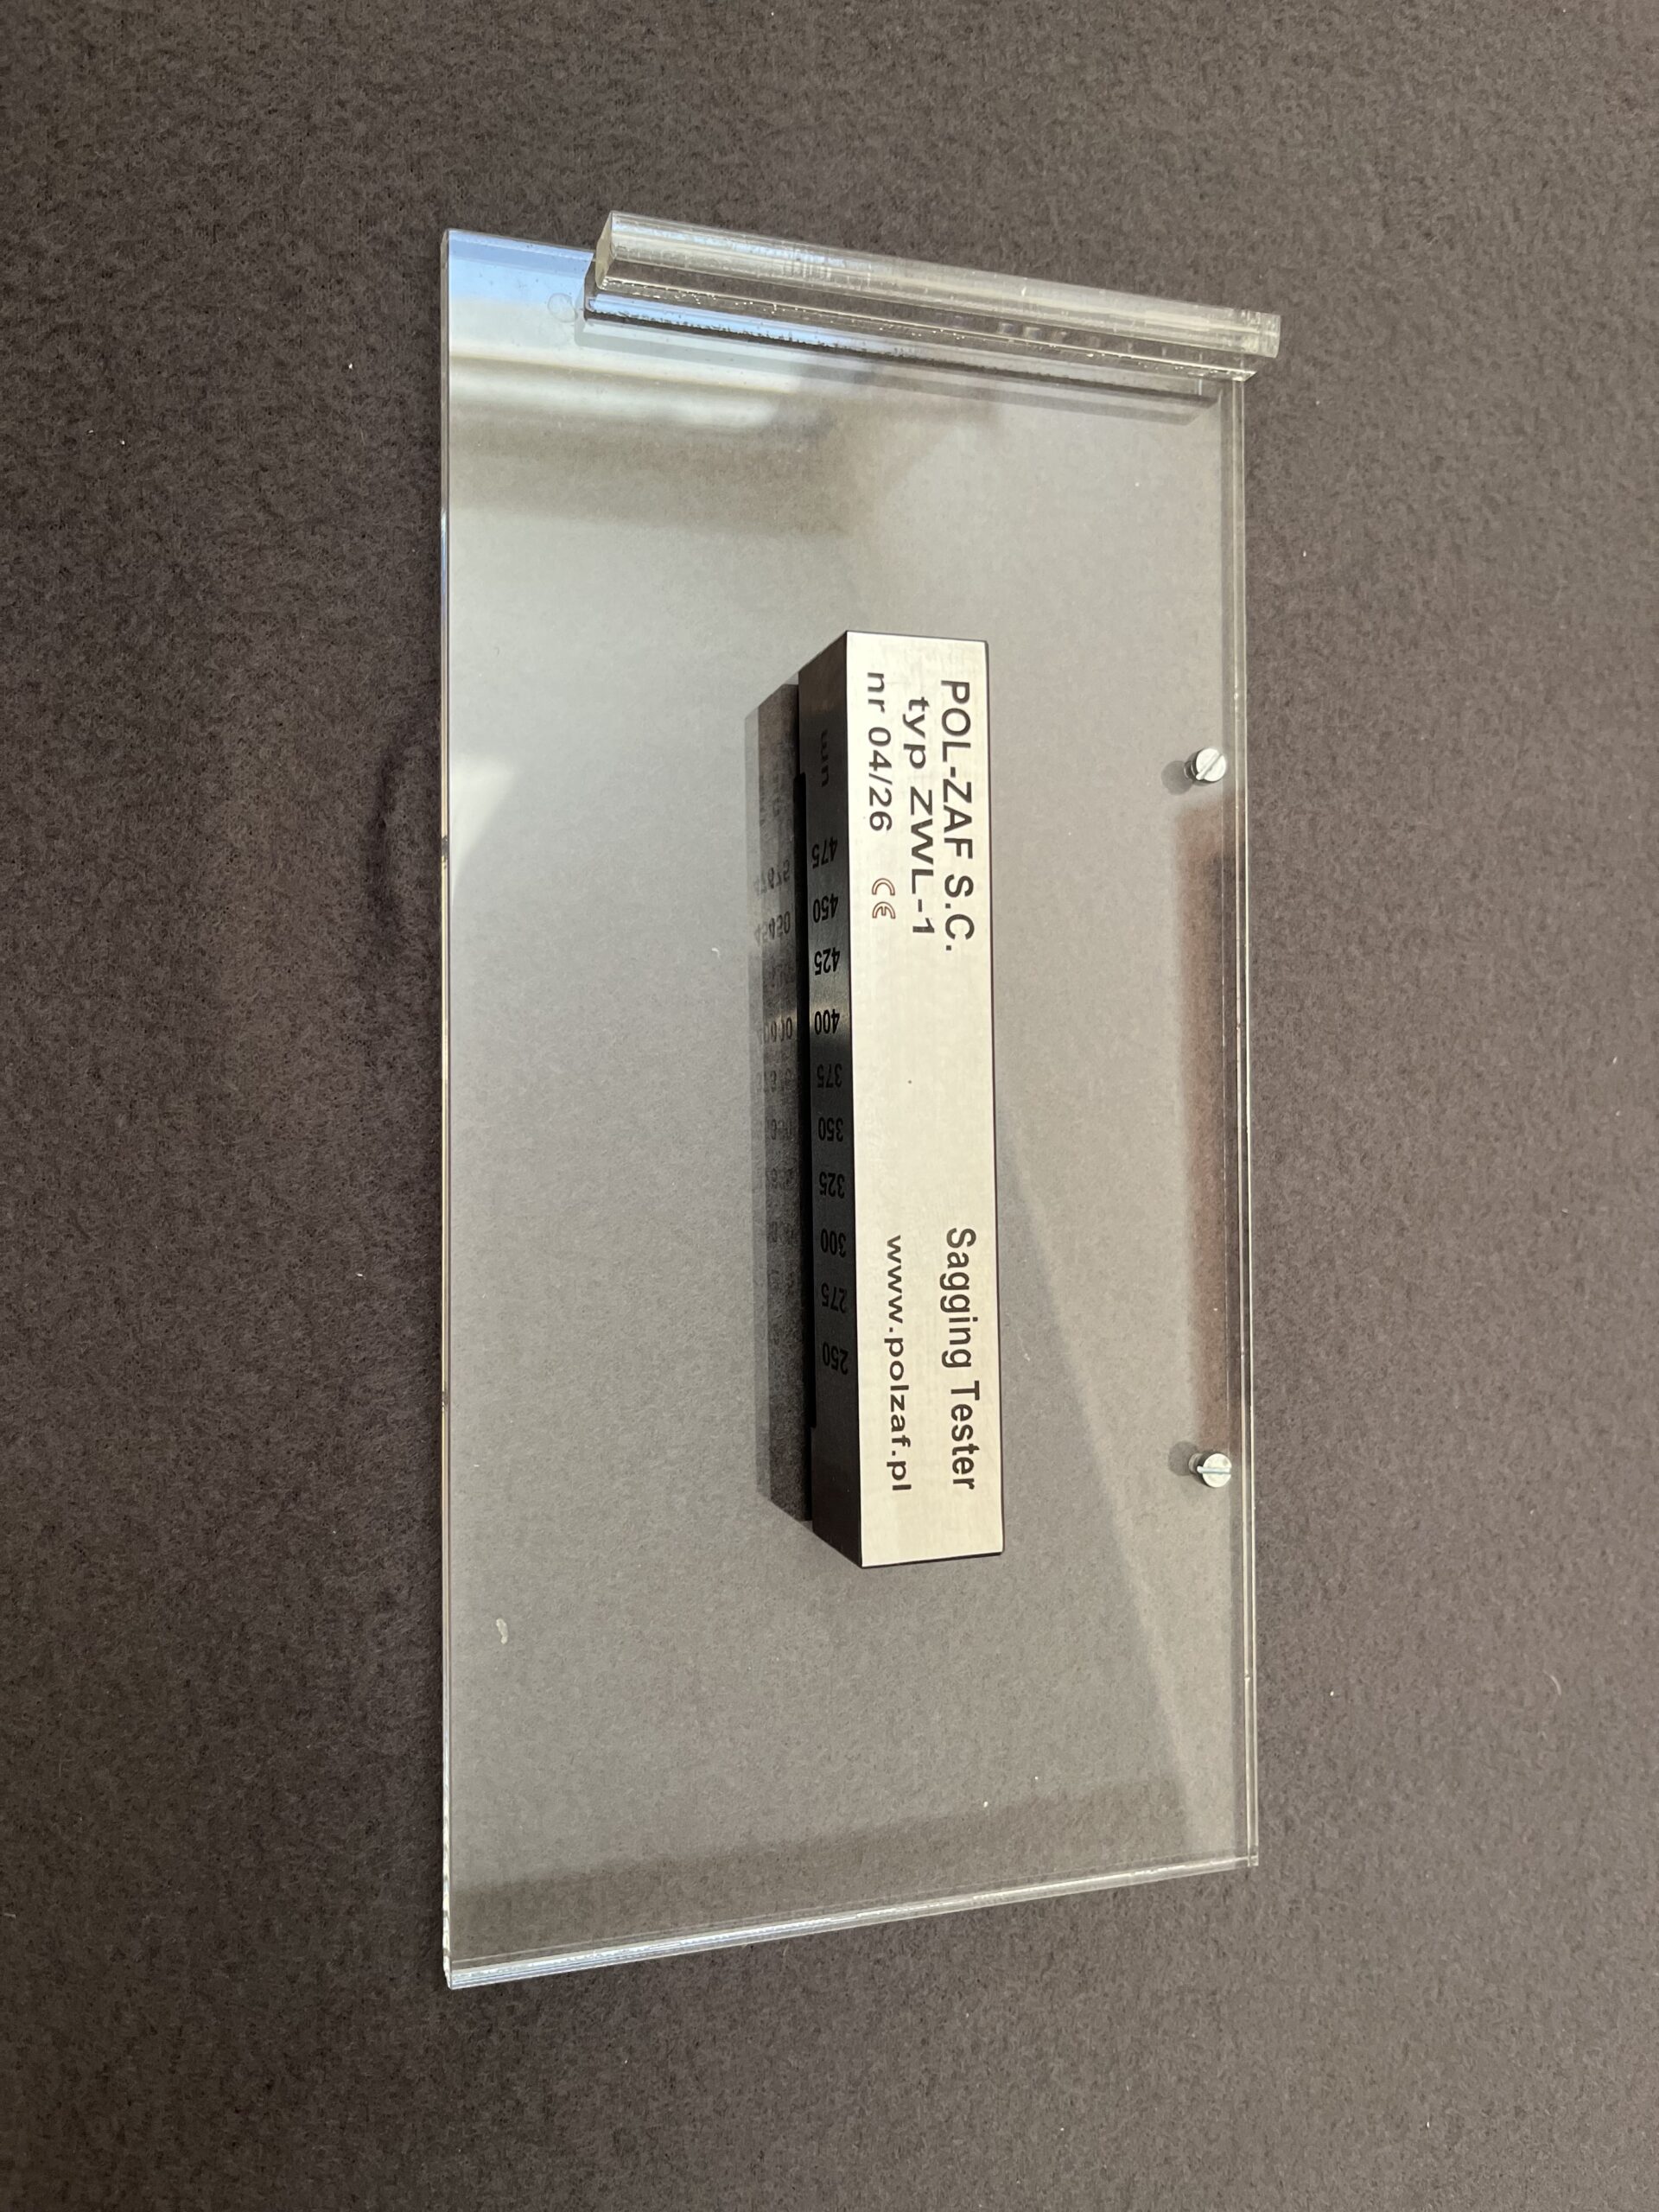 POL-ZAF S.C.
typ ZWL-1
nr 04/26 CE
Sagging Tester
www.polzaf.pl
475 450 425 400 375 350 325 300 275 250